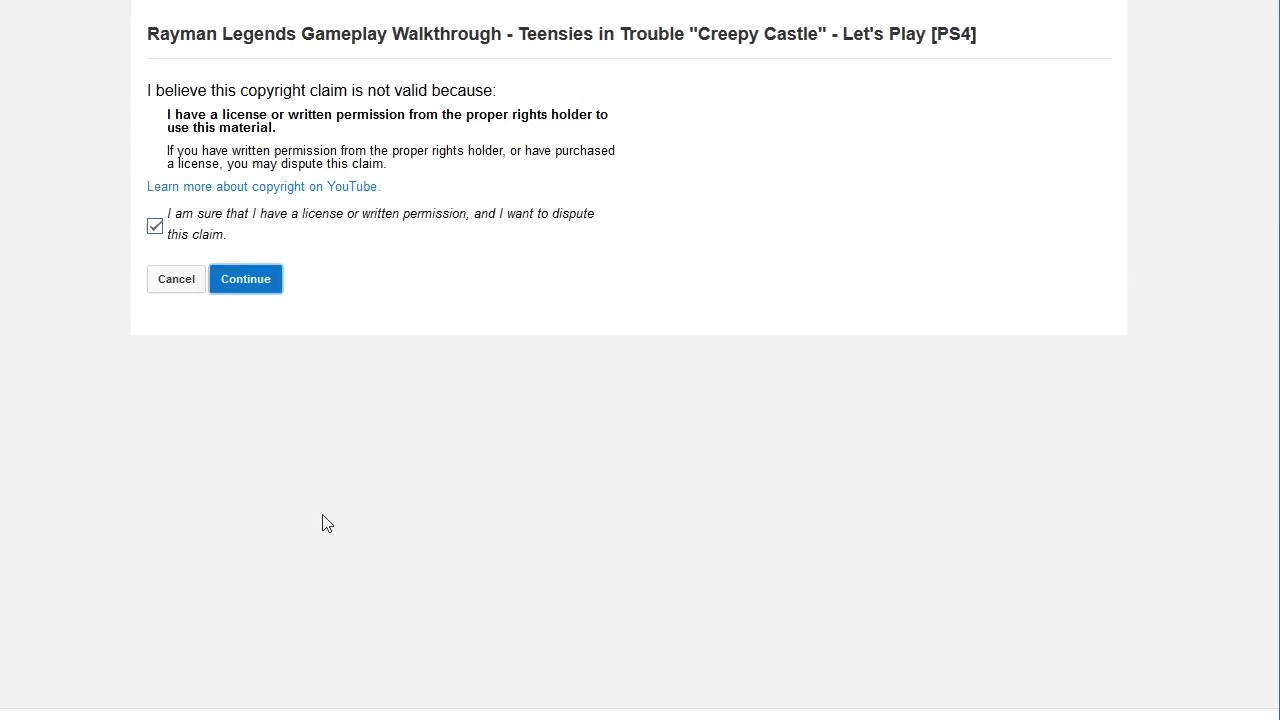 Rayman Legends Gameplay Walkthrough - Teensies in Trouble "Creepy Castle" - Let's Play [PS4]
I believe this copyright claim is not valid because:
I have a license or written permission from the proper rights holder to
use this material.
If you have written permission from the proper rights holder, or have purchased
a license, you may dispute this claim.
Learn more about copyright on YouTube.
I am sure that I have a license or written permission, and I want to dispute
this claim.
Cancel Continue